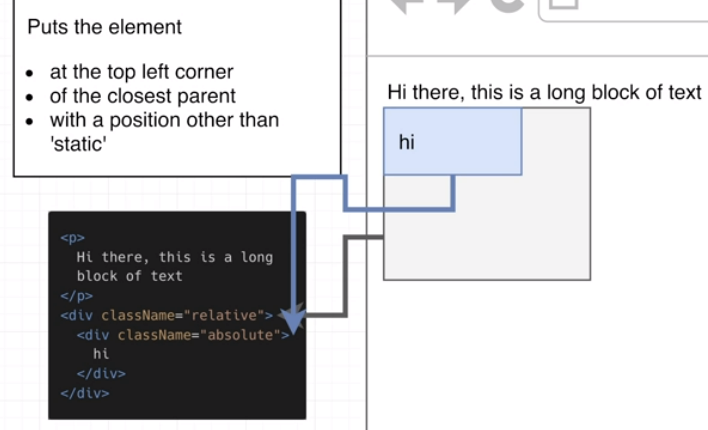 Puts the element
• at the top left corner
• of the closest parent
• with a position other than
'static'
Hi there, this is a long block of text
hi
<p>
Hi there, this is a long
block of text
</p>
<div className="relative">
<div className="absolute">
hi
</div>
</div>